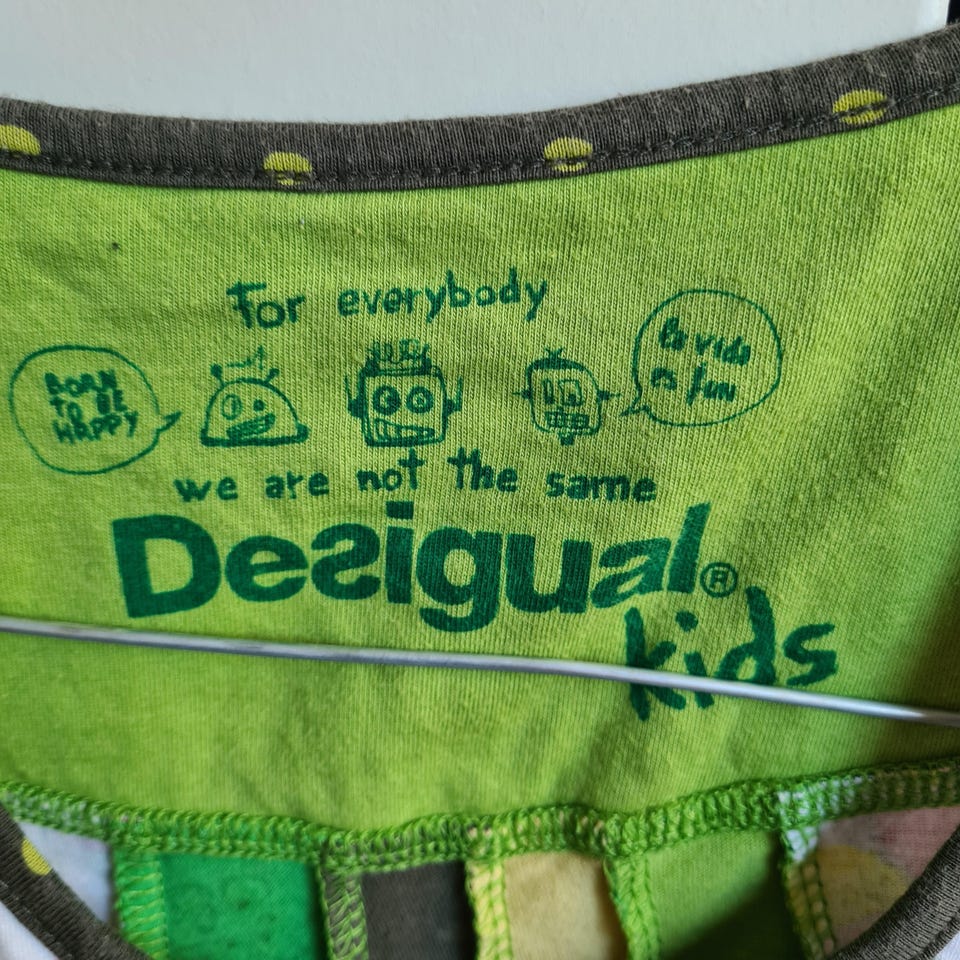 For everybody
BORN
TO BE
HAPPY
La vida
es fun
we are not the same
Desigual®
kids